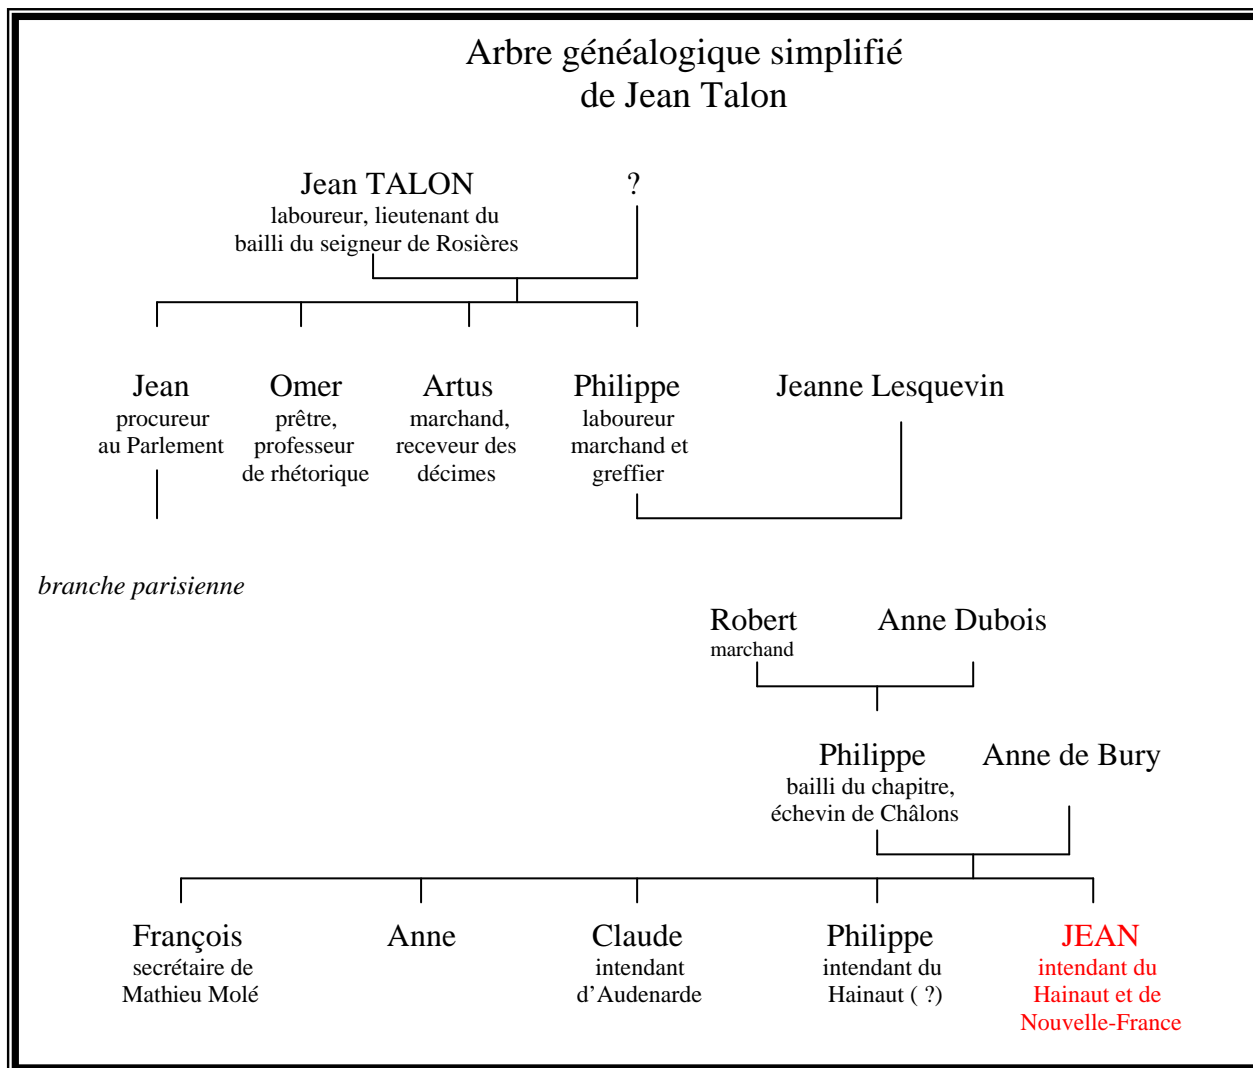 Arbre généalogique simplifié
de Jean Talon
Jean TALON
laboureur, lieutenant du
bailli du seigneur de Rosières
?
Jean
procureur
au Parlement
Omer
prêtre,
professeur
de rhétorique
Artus
marchand,
receveur des
décimes
Philippe
laboureur
marchand et
greffier
Jeanne Lesquevin
branche parisienne
Robert
marchand
Anne Dubois
Philippe
bailli du chapitre,
échevin de Châlons
Anne de Bury
François
secrétaire de
Mathieu Molé
Anne
Claude
intendant
d’Audenarde
Philippe
intendant du
Hainaut ( ?)
JEAN
intendant du
Hainaut et de
Nouvelle-France